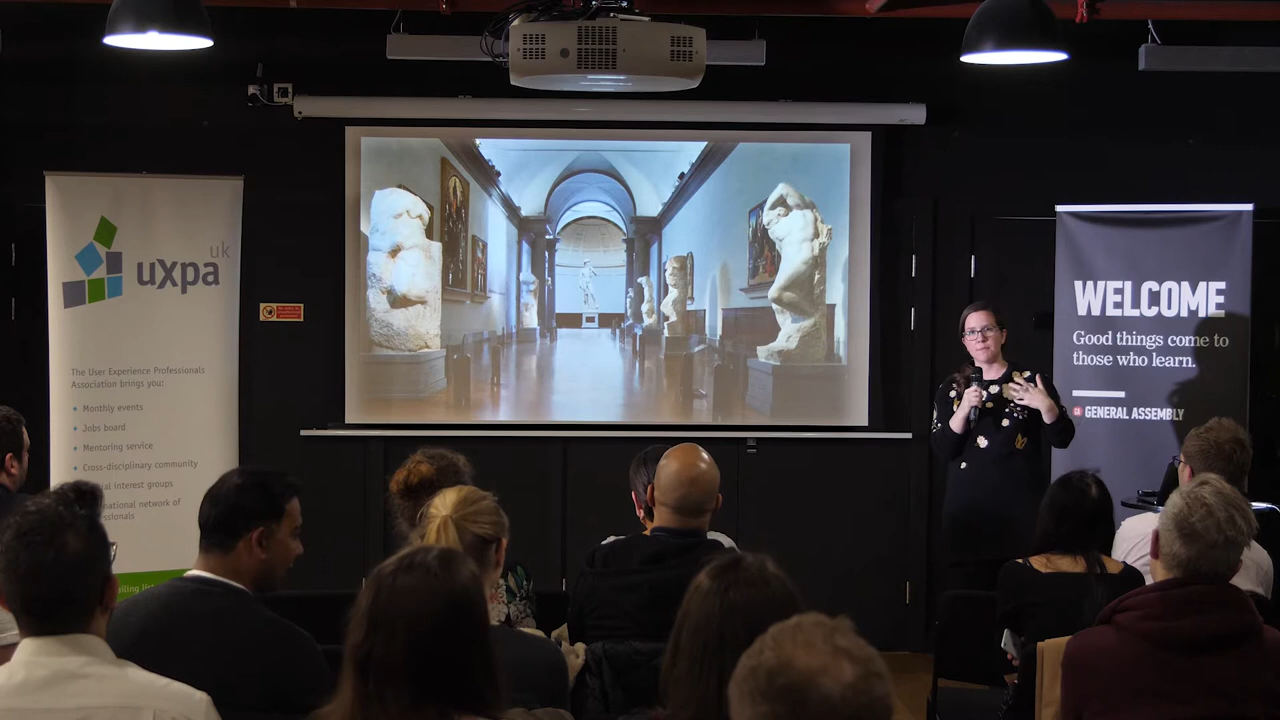 uk
uxpa
The User Experience Professionals
Association brings you:
Monthly events
Jobs board
Mentoring service
Cross-disciplinary community
interest groups
network of
WELCOME
Good things come to
those who learn.
GENERAL ASSEMBLY